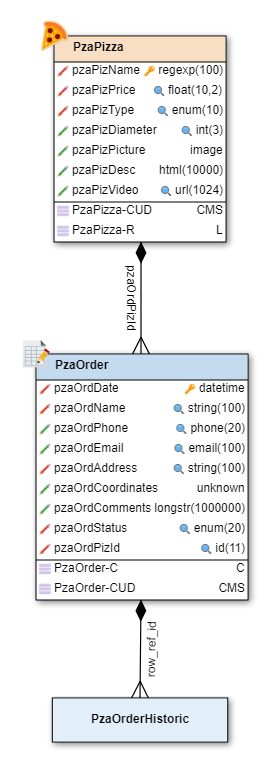 PzaPizza
pzaPizName regexp(100)
pzaPizPrice float(10,2)
pzaPizType enum(10)
pzaPizDiameter int(3)
pzaPizPicture image
pzaPizDesc html(10000)
pzaPizVideo url(1024)
PzaPizza-CUD CMS
PzaPizza-R L
pzaOrdPizId
PzaOrder
pzaOrdDate datetime
pzaOrdName string(100)
pzaOrdPhone phone(20)
pzaOrdEmail email(100)
pzaOrdAddress string(100)
pzaOrdCoordinates unknown
pzaOrdComments longstr(1000000)
pzaOrdStatus enum(20)
pzaOrdPizId id(11)
PzaOrder-C C
PzaOrder-CUD CMS
row_ref_id
PzaOrderHistoric